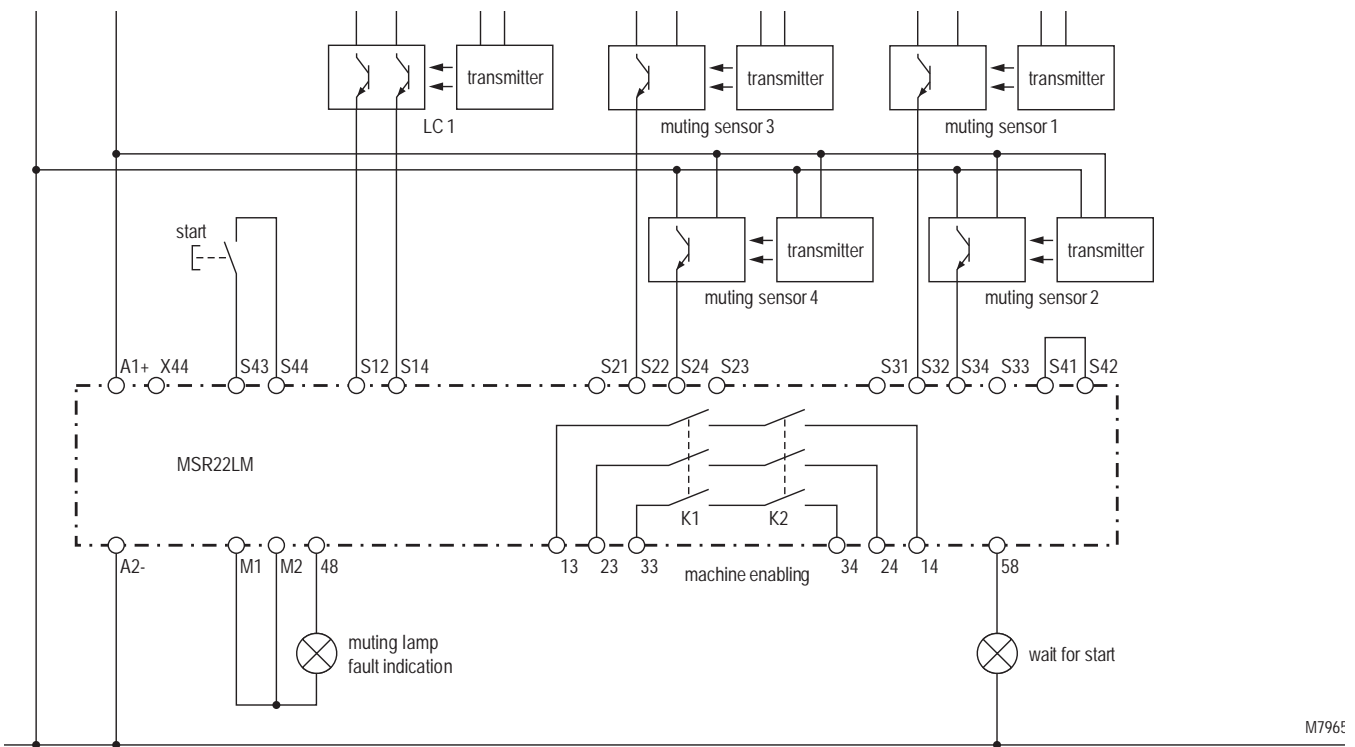 transmitter
transmitter
transmitter
LC 1
muting sensor 3
muting sensor 1
start
transmitter
transmitter
muting sensor 4
muting sensor 2
A1+ X44 S43 S44 S12 S14 S21 S22 S24 S23 S31 S32 S34 S33 S41 S42
MSR22LM
K1 K2
A2- M1 M2 48 13 23 33 machine enabling 34 24 14 58
muting lamp
fault indication
wait for start
M7965